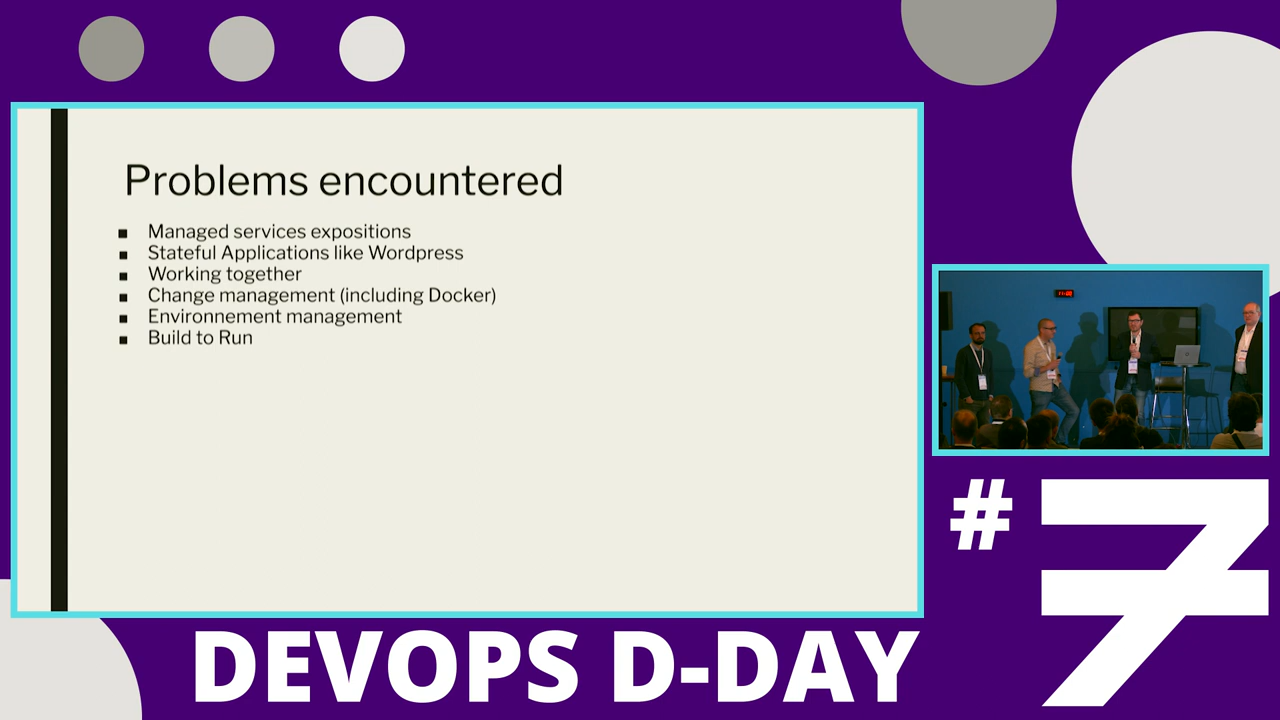 Problems encountered
Managed services expositions
Stateful Applications like Wordpress
Working together
Change management (including Docker)
Environnement management
Build to Run
#7
DEVOPS D-DAY